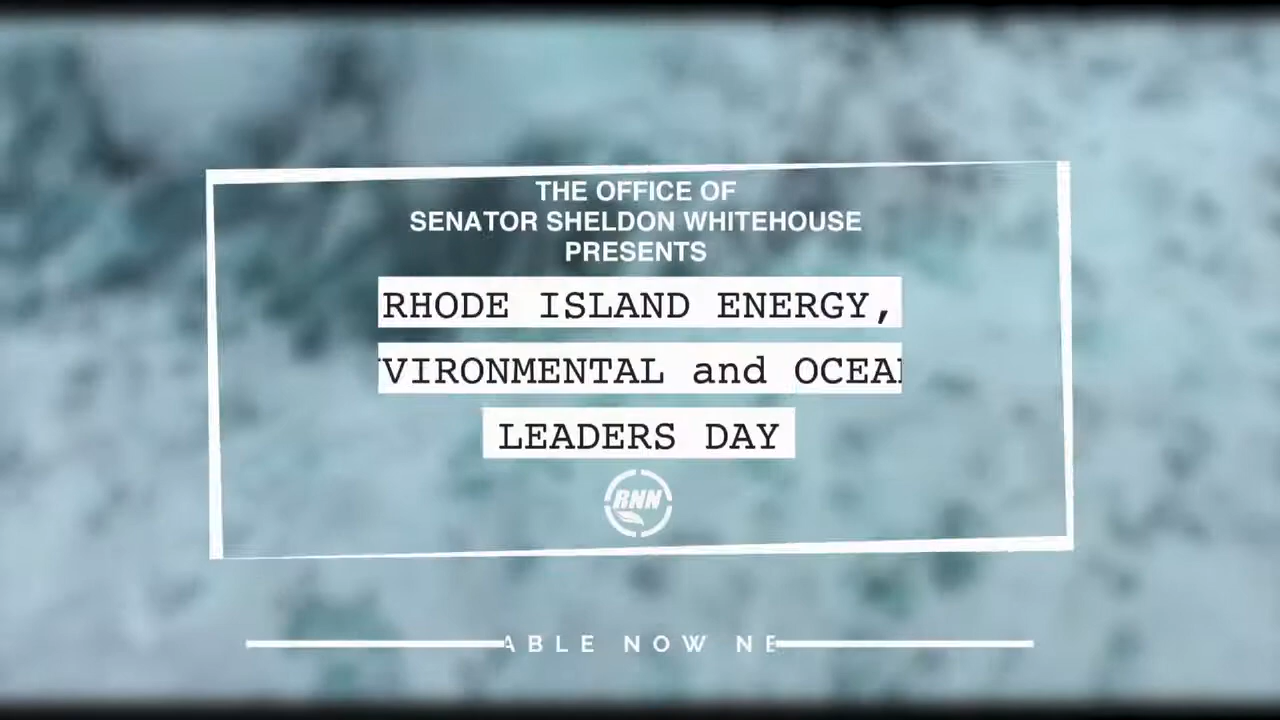 THE OFFICE OF
SENATOR SHELDON WHITEHOUSE
PRESENTS
RHODE ISLAND ENERGY,
VIRONMENTAL and OCEA
LEADERS DAY
RNN
ABLE NOW NE